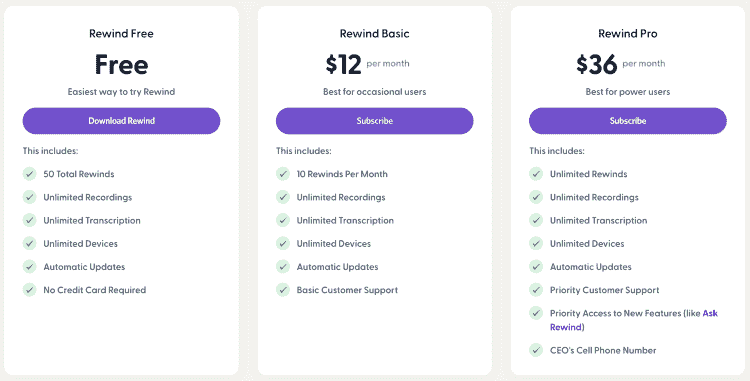 Rewind Free
Free
Easiest way to try Rewind
Download Rewind
This includes:
50 Total Rewinds
Unlimited Recordings
Unlimited Transcription
Unlimited Devices
Automatic Updates
No Credit Card Required
Rewind Basic
$12 per month
Best for occasional users
Subscribe
This includes:
10 Rewinds Per Month
Unlimited Recordings
Unlimited Transcription
Unlimited Devices
Automatic Updates
Basic Customer Support
Rewind Pro
$36 per month
Best for power users
Subscribe
This includes:
Unlimited Rewinds
Unlimited Recordings
Unlimited Transcription
Unlimited Devices
Automatic Updates
Priority Customer Support
Priority Access to New Features (like Ask
Rewind)
CEO's Cell Phone Number